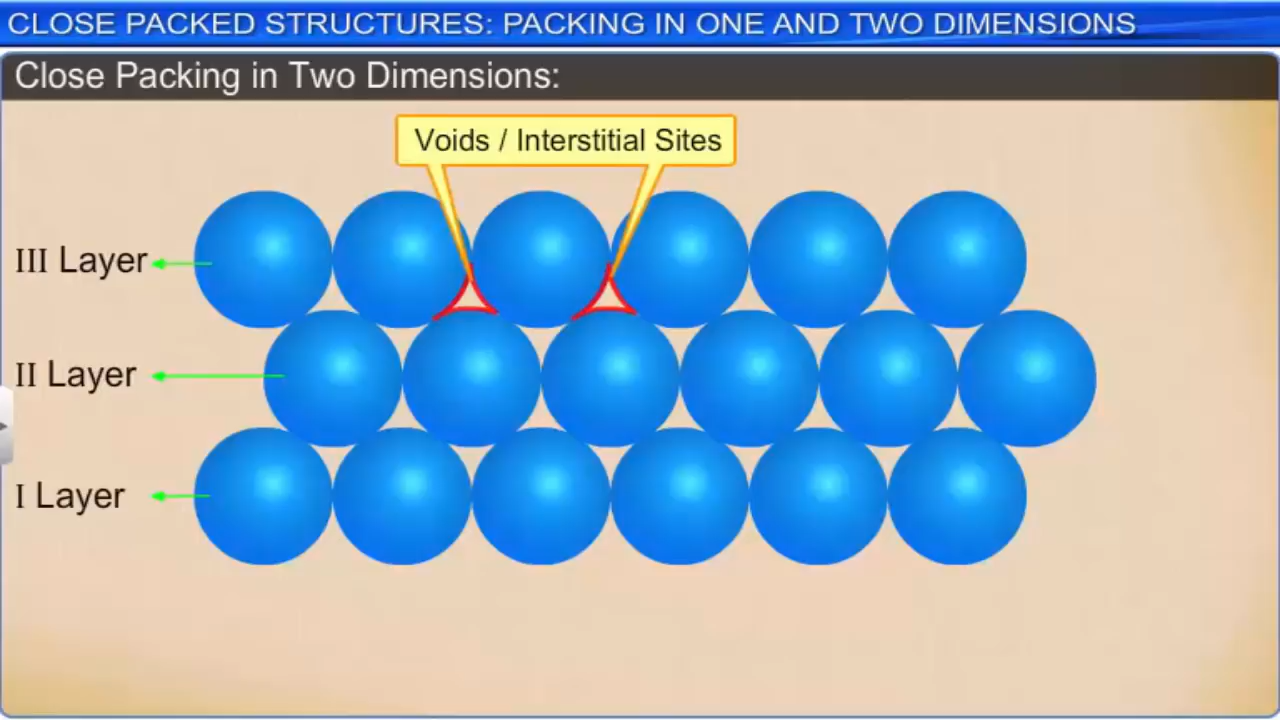 CLOSE PACKED STRUCTURES: PACKING IN ONE AND TWO DIMENSIONS
Close Packing in Two Dimensions:
Voids / Interstitial Sites
III Layer
II Layer
I Layer